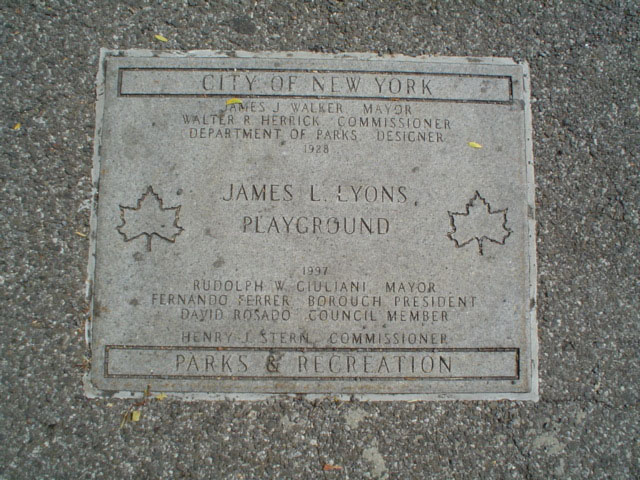 CITY OF NEW YORK
JAMES J. WALKER, MAYOR
WALTER R. HERRICK, COMMISSIONER
DEPARTMENT OF PARKS, DESIGNER
1928
JAMES L. LYONS
PLAYGROUND
1997
RUDOLPH W. GIULIANI, MAYOR
FERNANDO FERRER BOROUGH PRESIDENT
DAVID ROSADO COUNCIL MEMBER
HENRY J. STERN, COMMISSIONER
PARKS & RECREATION